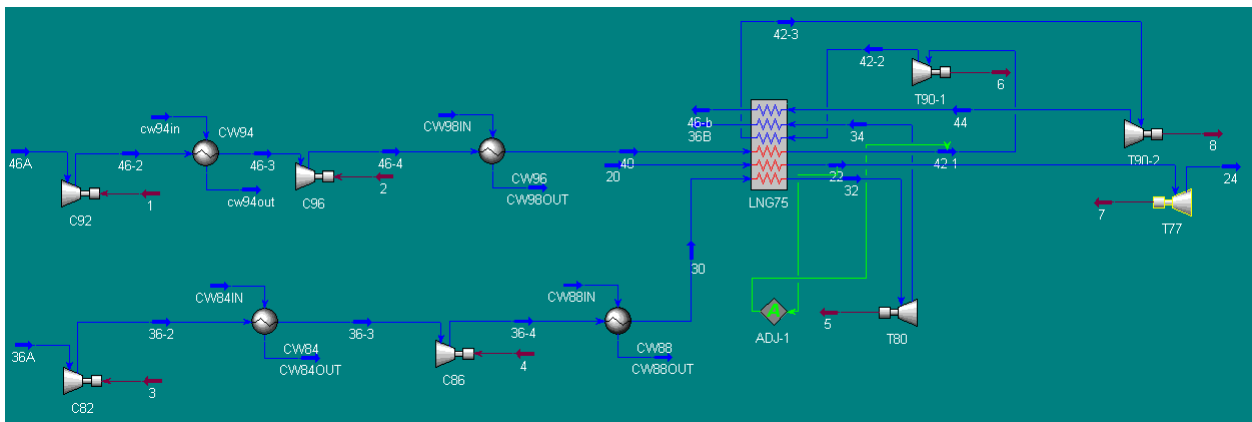 42-3
42-2
T90-1
6
cw94in
CW94
CW98IN
46-b
36B
34
44
T90-2
8
46A
46-2
46-3
46-4
40
20
42-1
C92
1
cw94out
C96
2
CW96
CW98OUT
22
32
24
LNG75
7
T77
30
CW84IN
CW88IN
36A
36-2
CW84
CW84OUT
36-3
36-4
CW88
CW88OUT
A
ADJ-1
5
T80
C82
3
C86
4